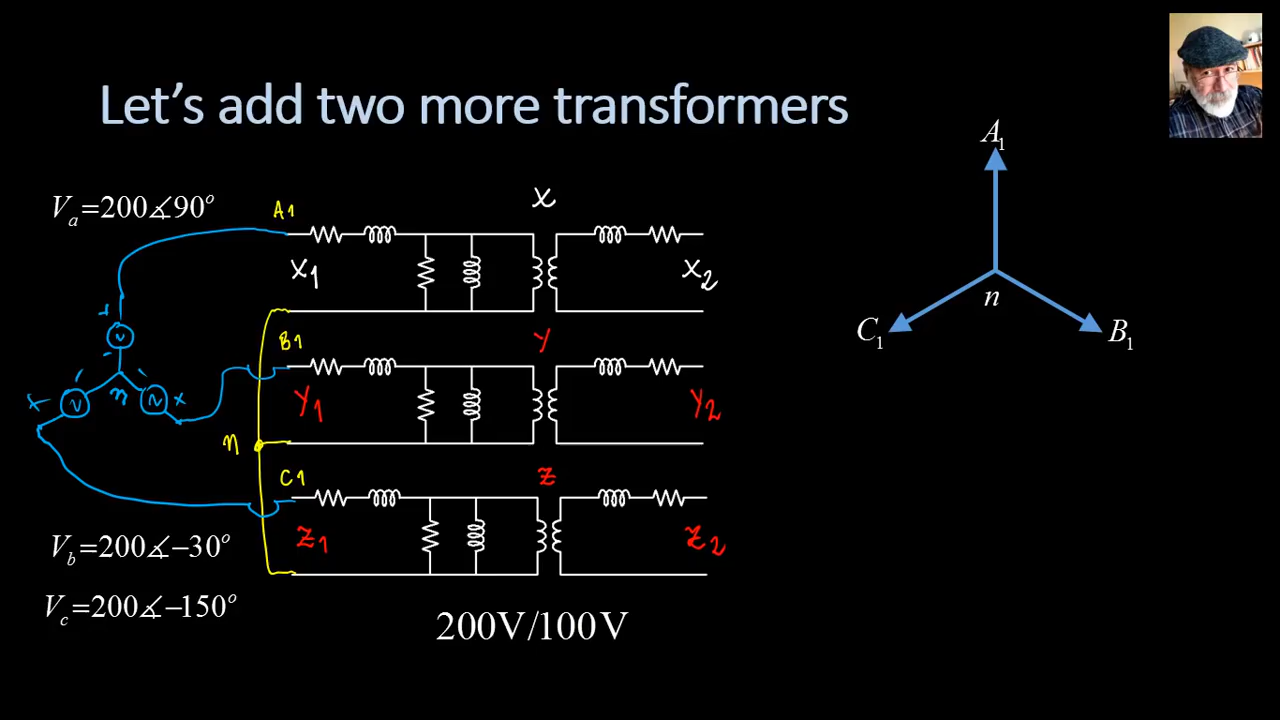 Let's add two more transformers
Va=200∡90°
A1
X
X1
X2
+
-
B1
Y
Y1
Y2
n
n
C1
Z
Z1
Z2
Vb=200∡−30°
Vc=200∡−150°
200V/100V
A1
n
C1
B1